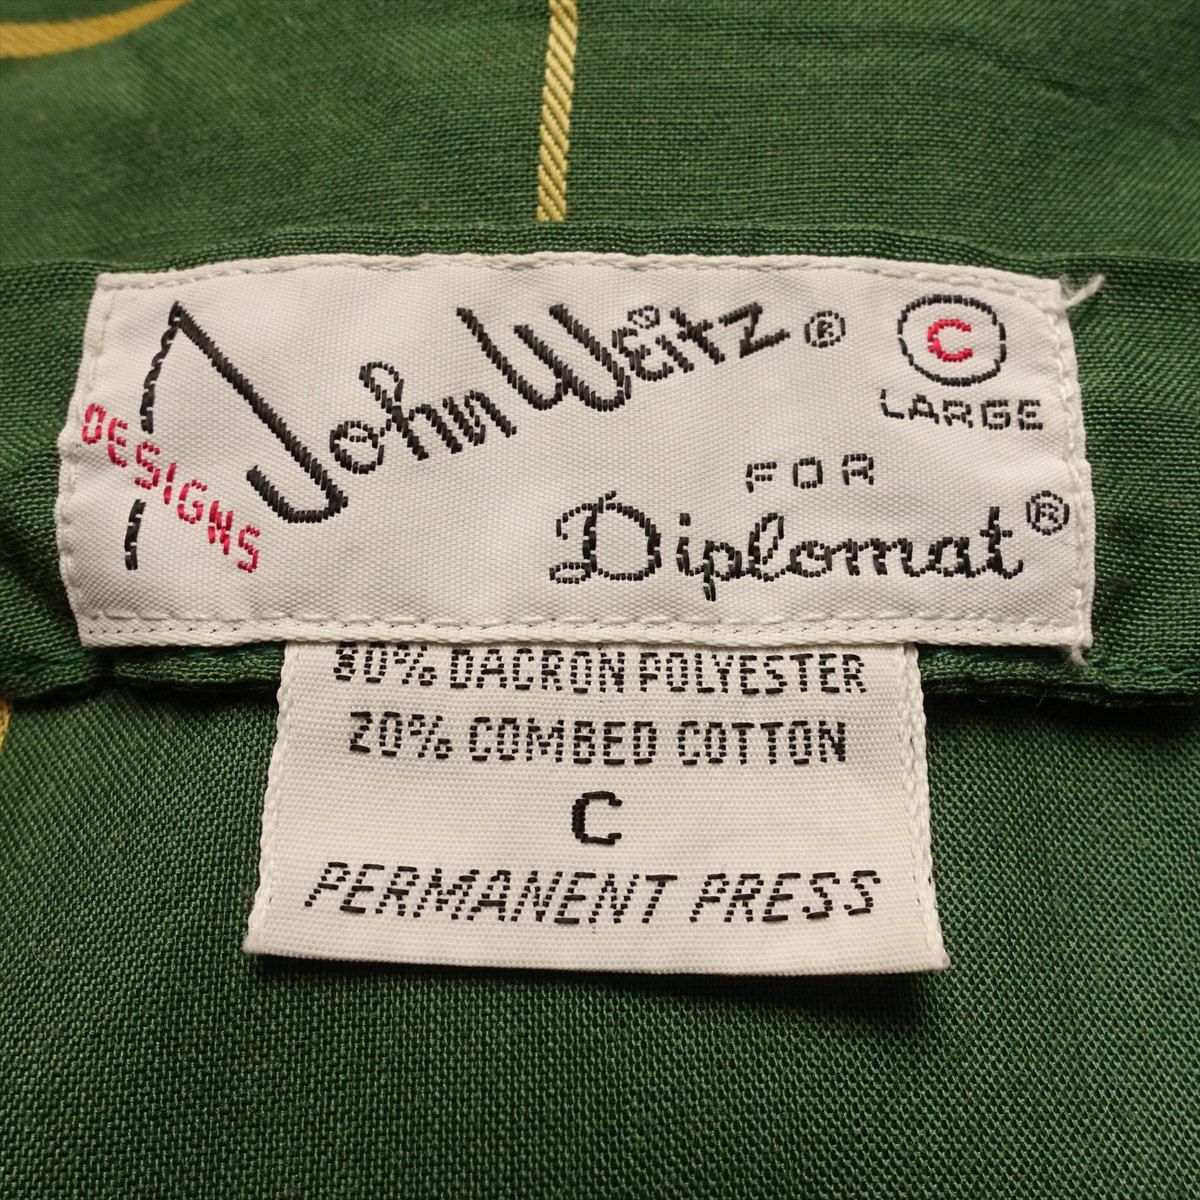 DESIGNS
John Weitz ®
C
LARGE
FOR
Diplomat ®
80% DACRON POLYESTER
20% COMBED COTTON
C
PERMANENT PRESS